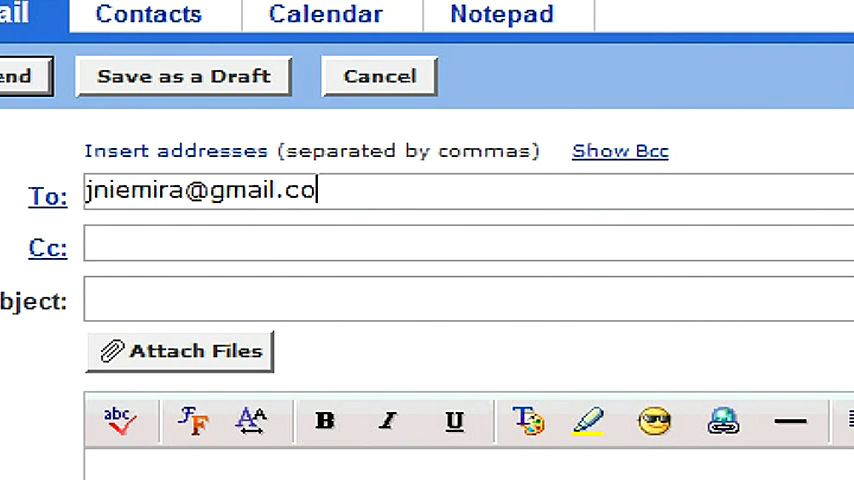 ail Contacts Calendar Notepad
end Save as a Draft Cancel
Insert addresses (separated by commas) Show Bcc
To: jniemira@gmail.co
Cc:
bject:
Attach Files
abc F F A A B I U T